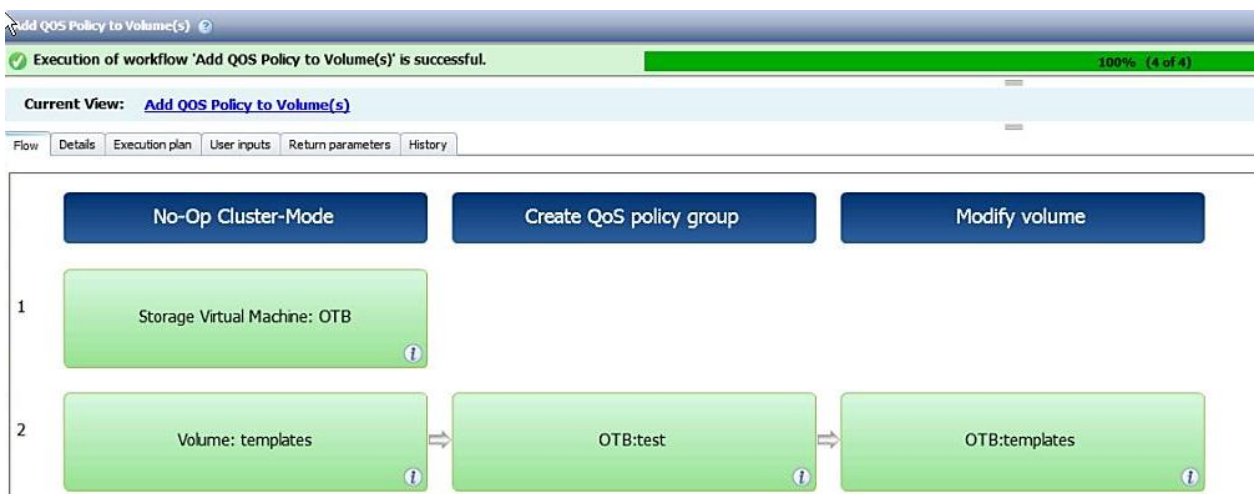 Add QOS Policy to Volume(s)
Execution of workflow 'Add QOS Policy to Volume(s)' is successful.
100% (4 of 4)
Current View: Add QOS Policy to Volume(s)
Flow Details Execution plan User inputs Return parameters History
No-Op Cluster-Mode Create QoS policy group Modify volume
1 Storage Virtual Machine: OTB
2 Volume: templates OTB:test OTB:templates